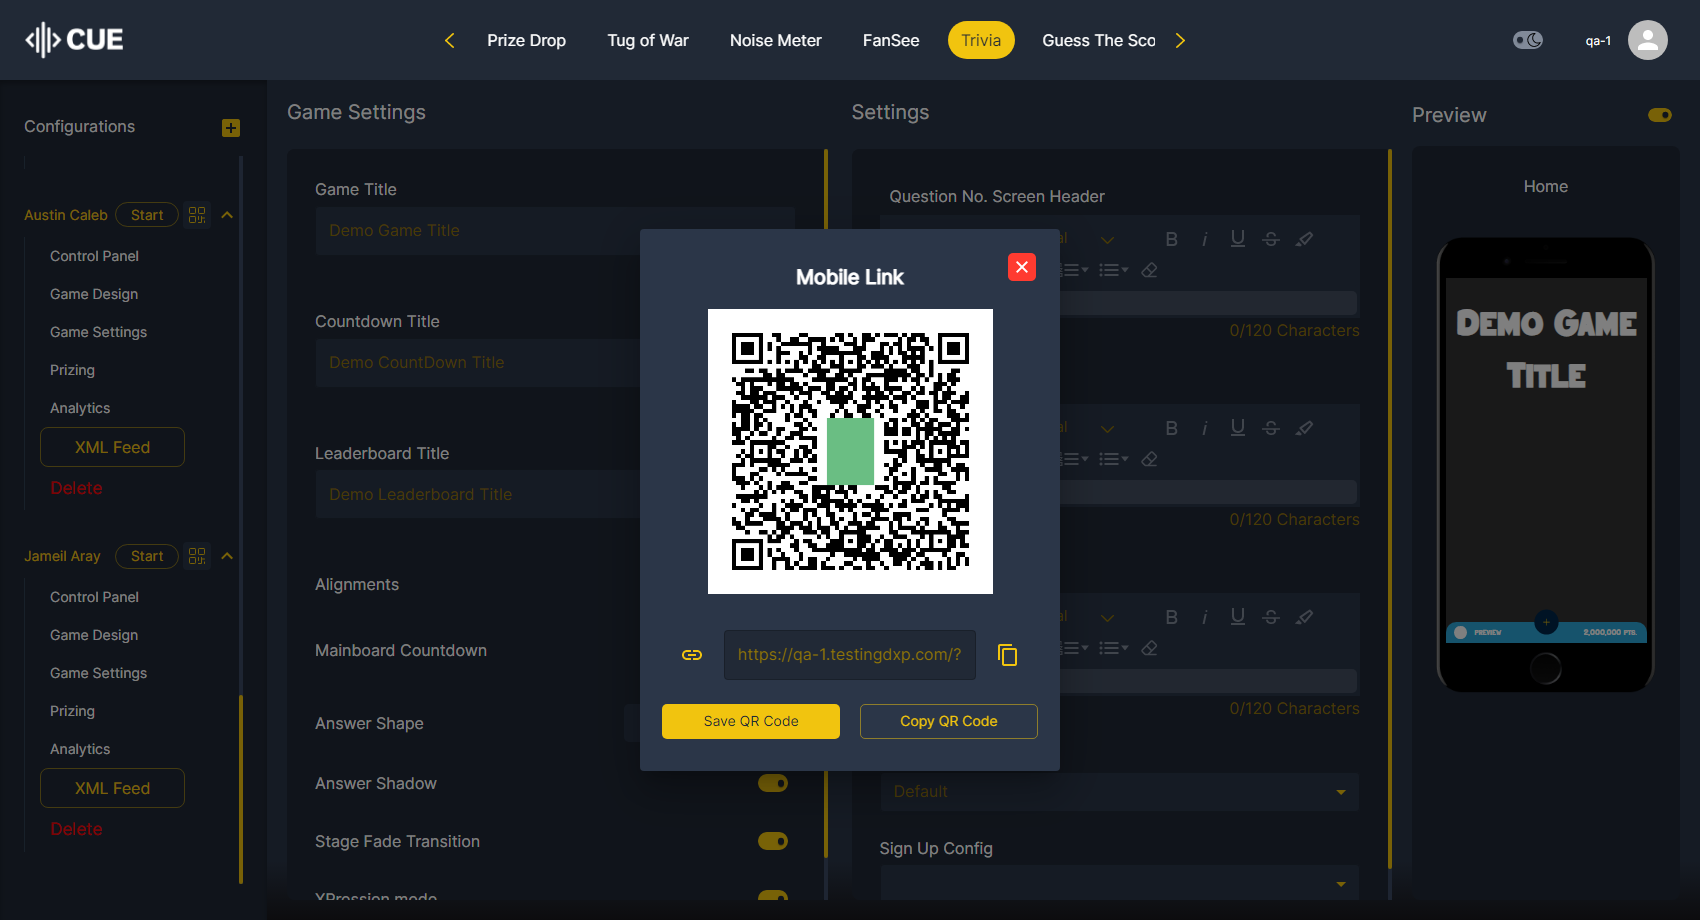 CUE
Prize Drop
Tug of War
Noise Meter
FanSee
Trivia
Guess The Sco
qa-1
Configurations
Austin Caleb
Start
Control Panel
Game Design
Game Settings
Prizing
Analytics
XML Feed
Delete
Jameil Aray
Start
Control Panel
Game Design
Game Settings
Prizing
Analytics
XML Feed
Delete
Game Settings
Game Title
Demo Game Title
Countdown Title
Demo CountDown Title
Leaderboard Title
Demo Leaderboard Title
Alignments
Mainboard Countdown
Answer Shape
Answer Shadow
Stage Fade Transition
XPression mode
Mobile Link
https://qa-1.testingdxp.com/?
Save QR Code
Copy QR Code
Settings
Question No. Screen Header
al
0/120 Characters
al
0/120 Characters
al
0/120 Characters
Default
Sign Up Config
Preview
Home
Demo Game
Title
PREVIEW
2,000,000 PTS.